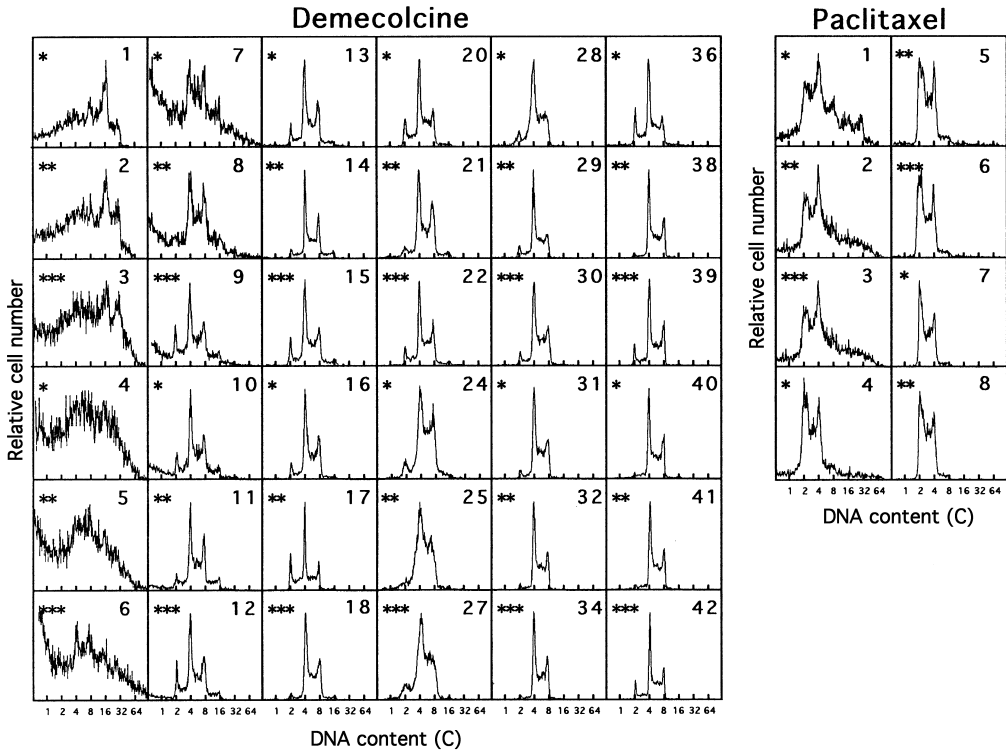 Demecolcine
Paclitaxel
* 1 * 7 * 13 * 20 * 28 * 36
** 2 ** 8 ** 14 ** 21 ** 29 ** 38
*** 3 *** 9 *** 15 *** 22 *** 30 *** 39
* 4 * 10 * 16 * 24 * 31 * 40
** 5 ** 11 ** 17 ** 25 ** 32 ** 41
*** 6 *** 12 *** 18 *** 27 *** 34 *** 42
Relative cell number
1 2 4 8 16 32 64 1 2 4 8 16 32 64 1 2 4 8 16 32 64 1 2 4 8 16 32 64 1 2 4 8 16 32 64 1 2 4 8 16 32 64
DNA content (C)
* 1 ** 5
** 2 *** 6
*** 3 * 7
* 4 ** 8
Relative cell number
1 2 4 8 16 32 64 1 2 4 8 16 32 64
DNA content (C)